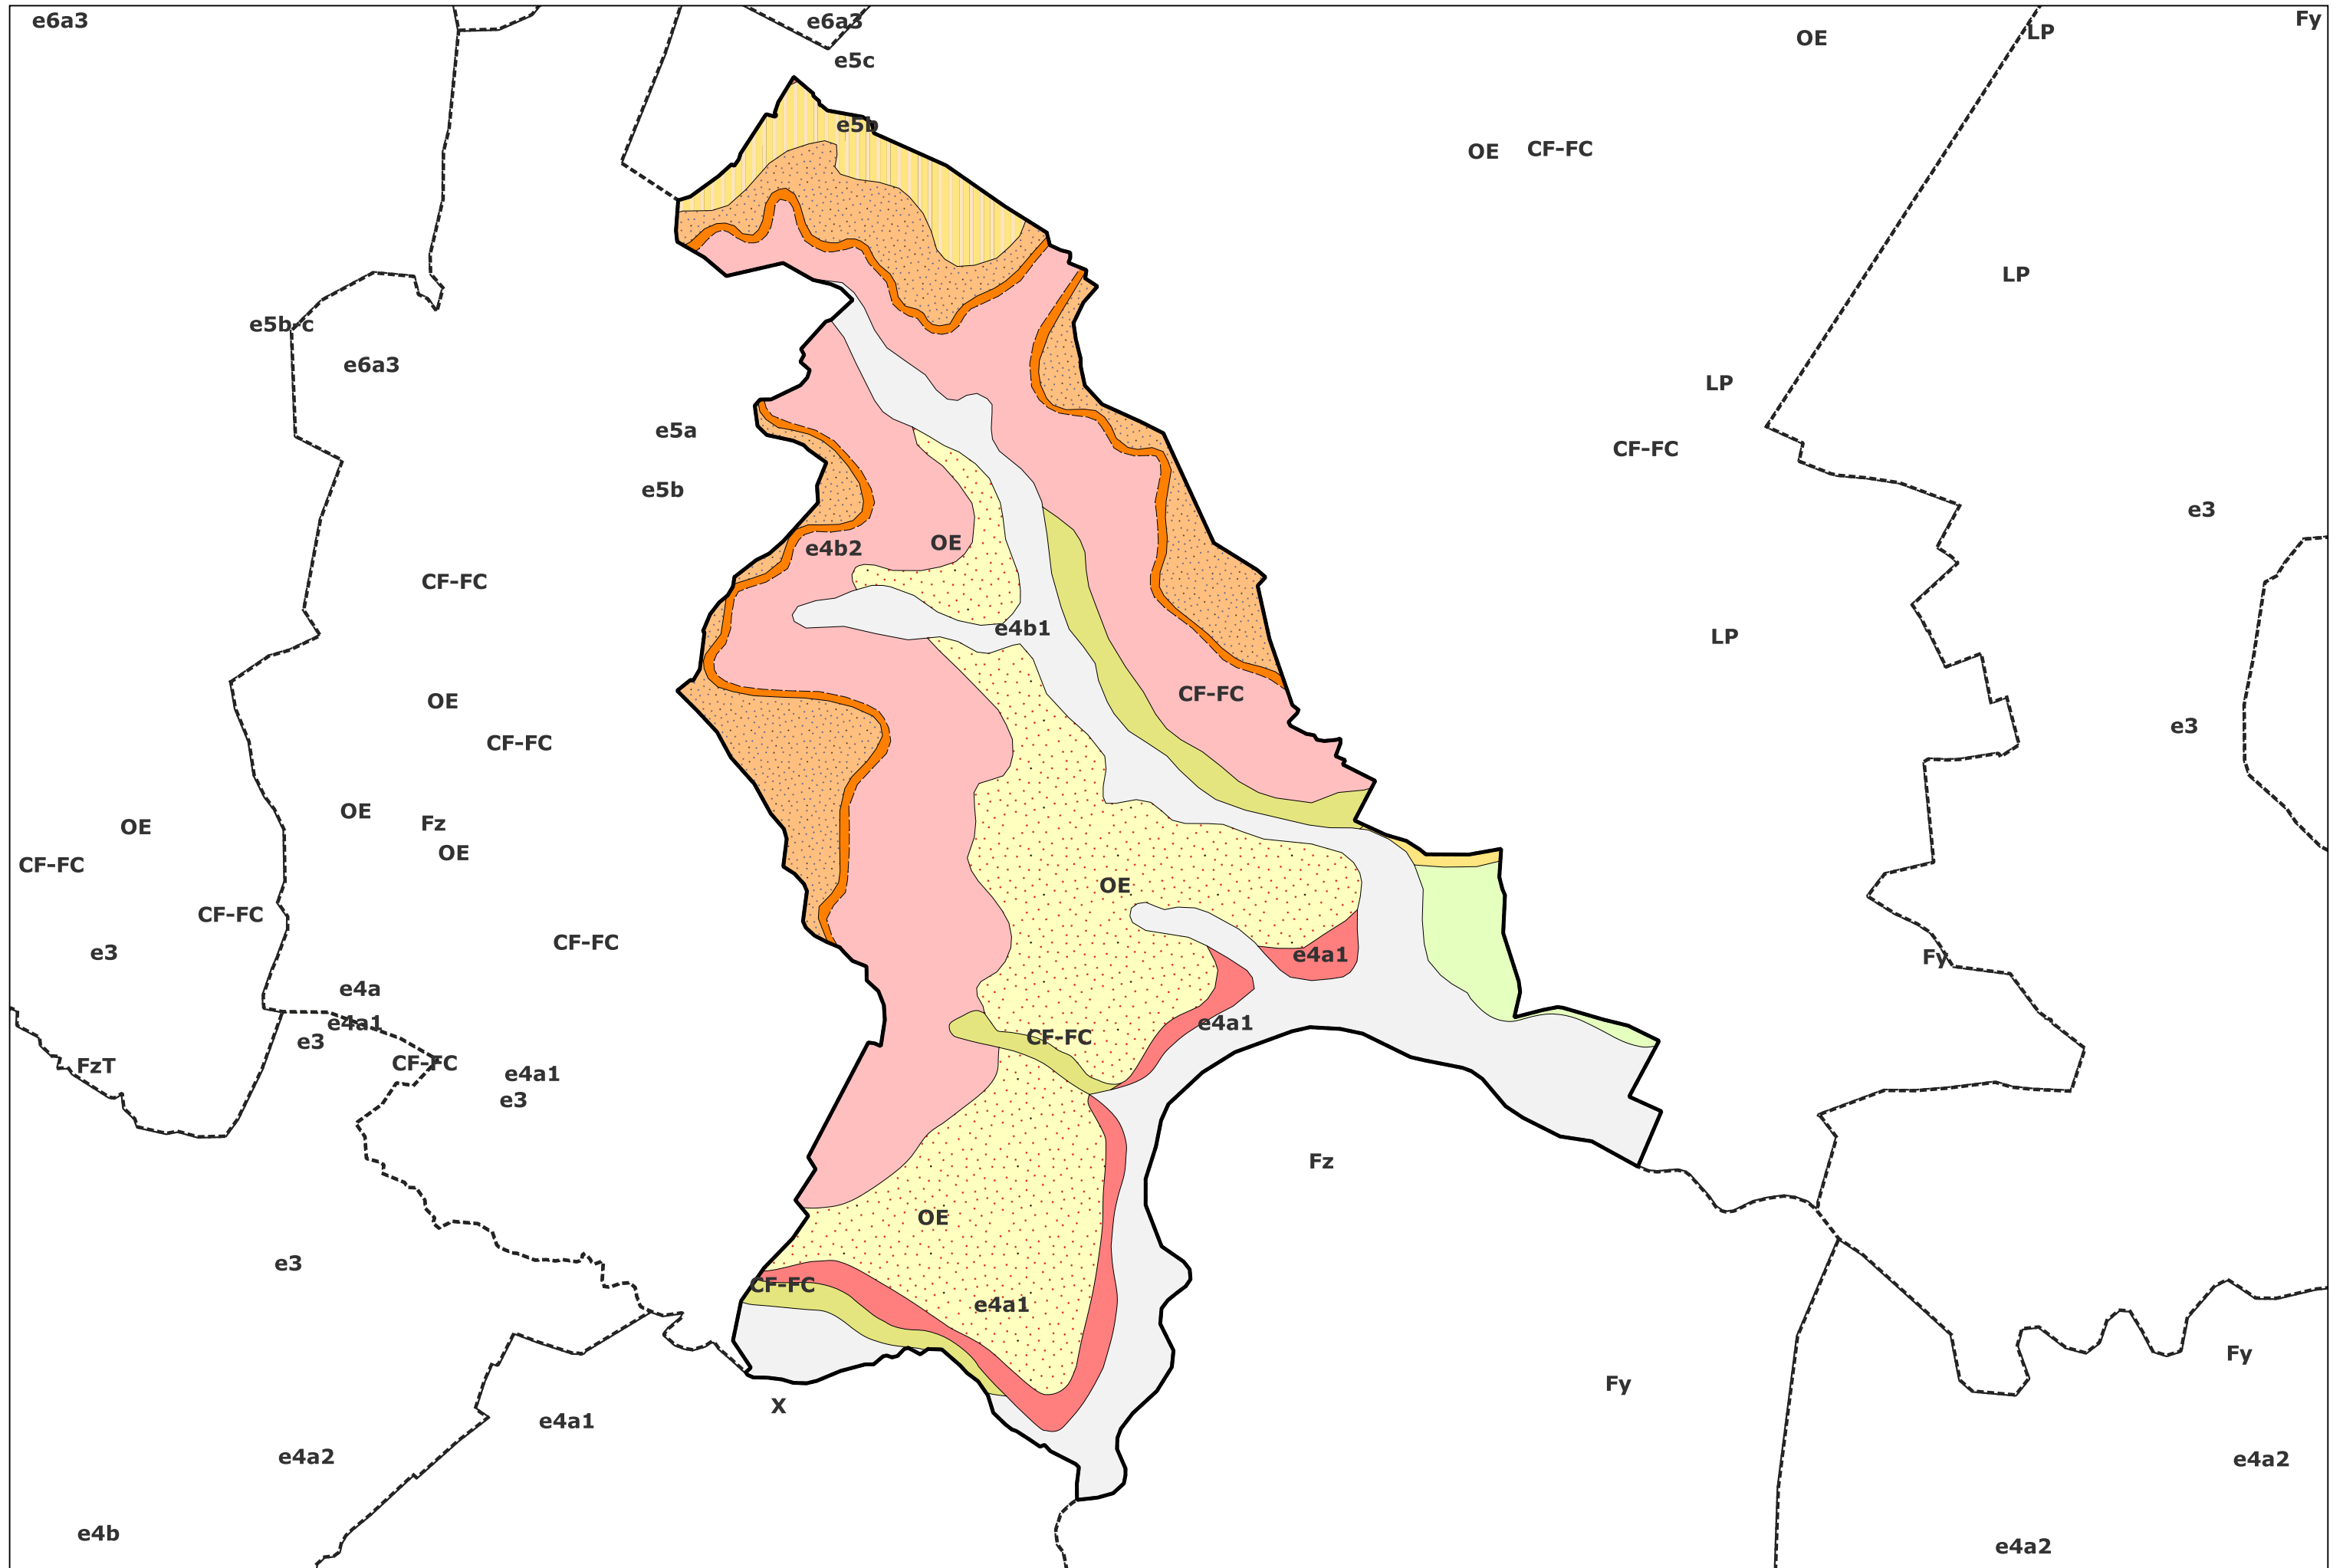 e6a3
e6a3
Fy
LP
OE
e5c
e5b
OE
CF-FC
LP
e5b-c
e6a3
LP
e5a
CF-FC
e5b
e3
OE
e4b2
CF-FC
e4b1
LP
CF-FC
OE
e3
CF-FC
OE
Fz
OE
OE
CF-FC
OE
CF-FC
CF-FC
e3
e4a1
Fy
e4a
e4a1
e4a1
CF-FC
e3
CF-FC
FzT
e4a1
e3
Fz
OE
e3
CF-FC
e4a1
Fy
Fy
X
e4a1
e4a2
e4a2
e4b
e4a2